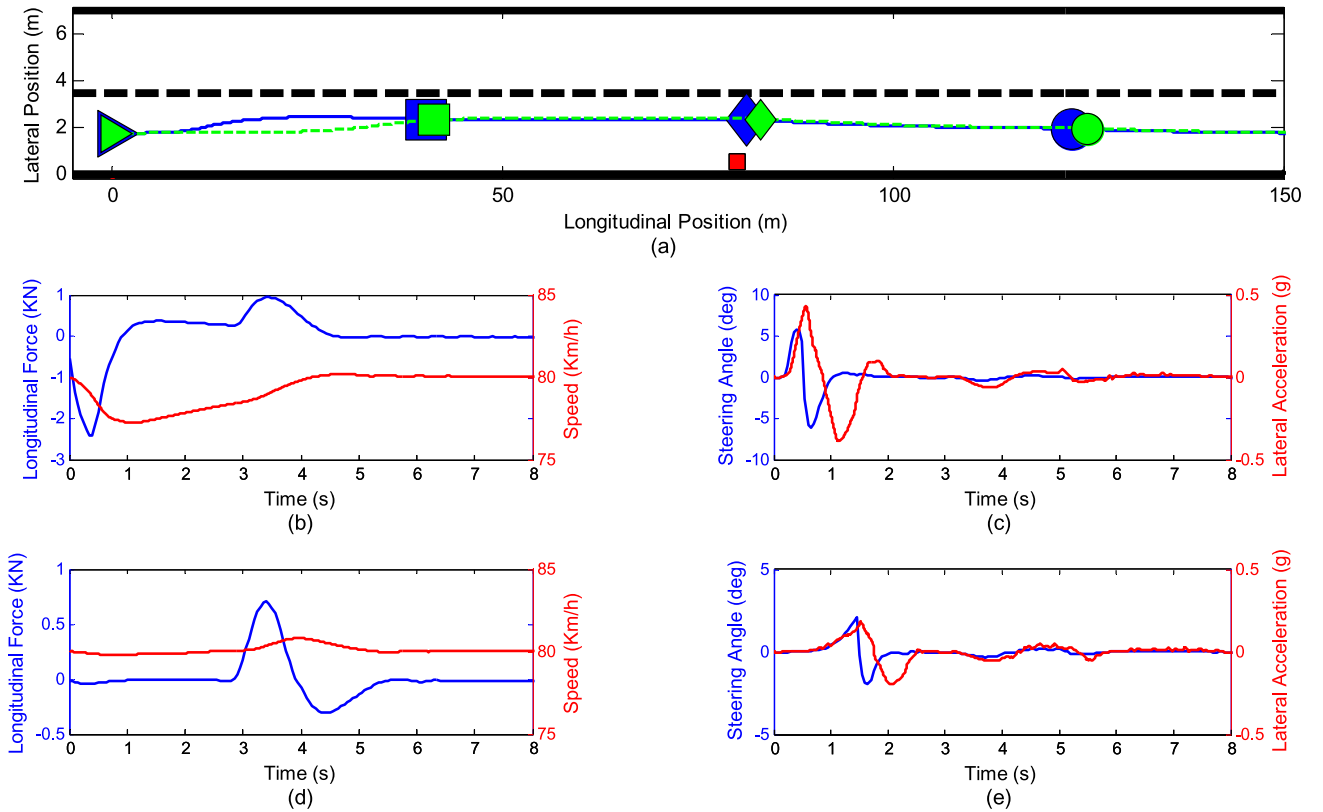 Lateral Position (m)
6
4
2
0
0
50
100
150
Longitudinal Position (m)
(a)
Longitudinal Force (KN)
1
0
-1
-2
-3
85
80
75
Speed (Km/h)
0 1 2 3 4 5 6 7 8
Time (s)
(b)
Steering Angle (deg)
10
5
0
-5
-10
0.5
0
-0.5
Lateral Acceleration (g)
0 1 2 3 4 5 6 7 8
Time (s)
(c)
Longitudinal Force (KN)
1
0.5
0
-0.5
85
80
75
Speed (Km/h)
0 1 2 3 4 5 6 7 8
Time (s)
(d)
Steering Angle (deg)
5
0
-5
0.5
0
-0.5
Lateral Acceleration (g)
0 1 2 3 4 5 6 7 8
Time (s)
(e)